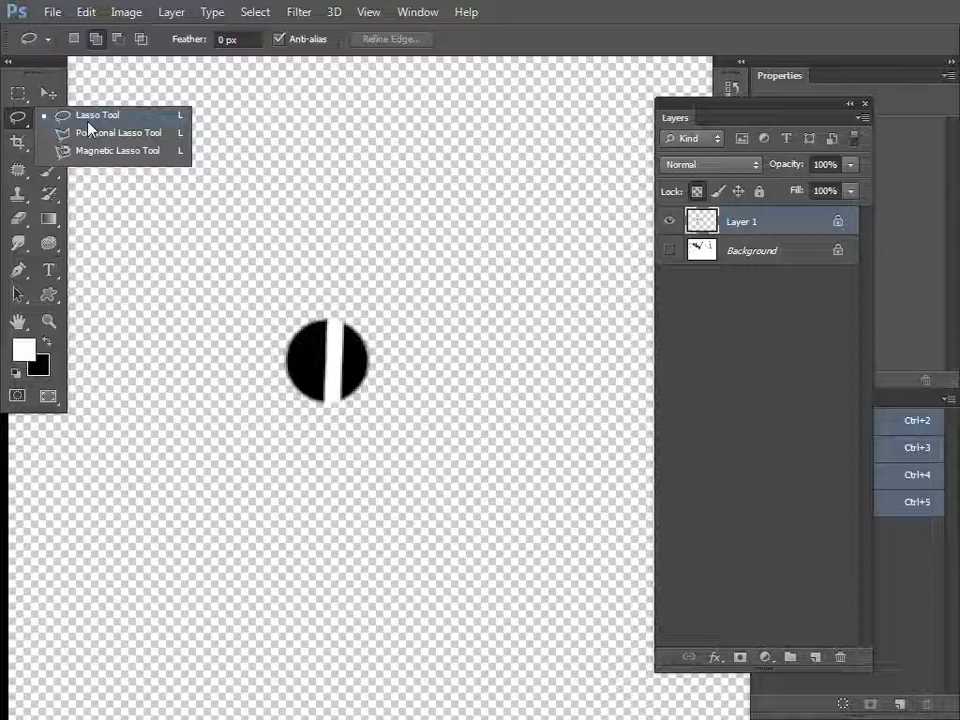 Ps File Edit Image Layer Type Select Filter 3D View Window Help
Feather: 0 px Anti-alias Refine Edge...
Properties
Lasso Tool L
Polygonal Lasso Tool L
Magnetic Lasso Tool L
Layers
Kind
Normal Opacity: 100%
Lock: Fill: 100%
Layer 1
Background
Ctrl+2
Ctrl+3
Ctrl+4
Ctrl+5